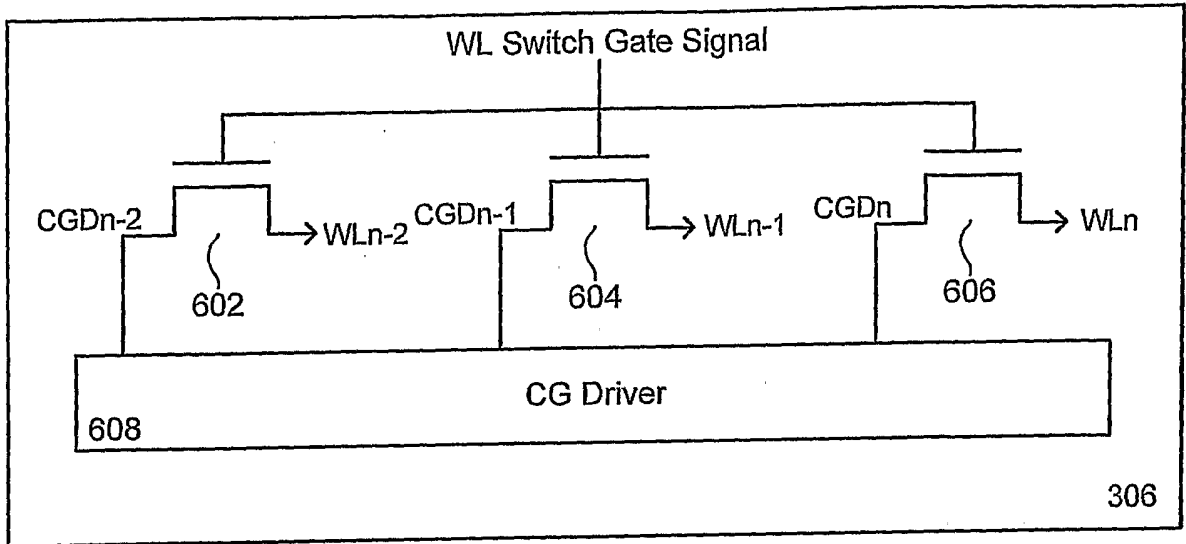 WL Switch Gate Signal
CGDn-2
WLn-2
CGDn-1
WLn-1
CGDn
WLn
602
604
606
CG Driver
608
306